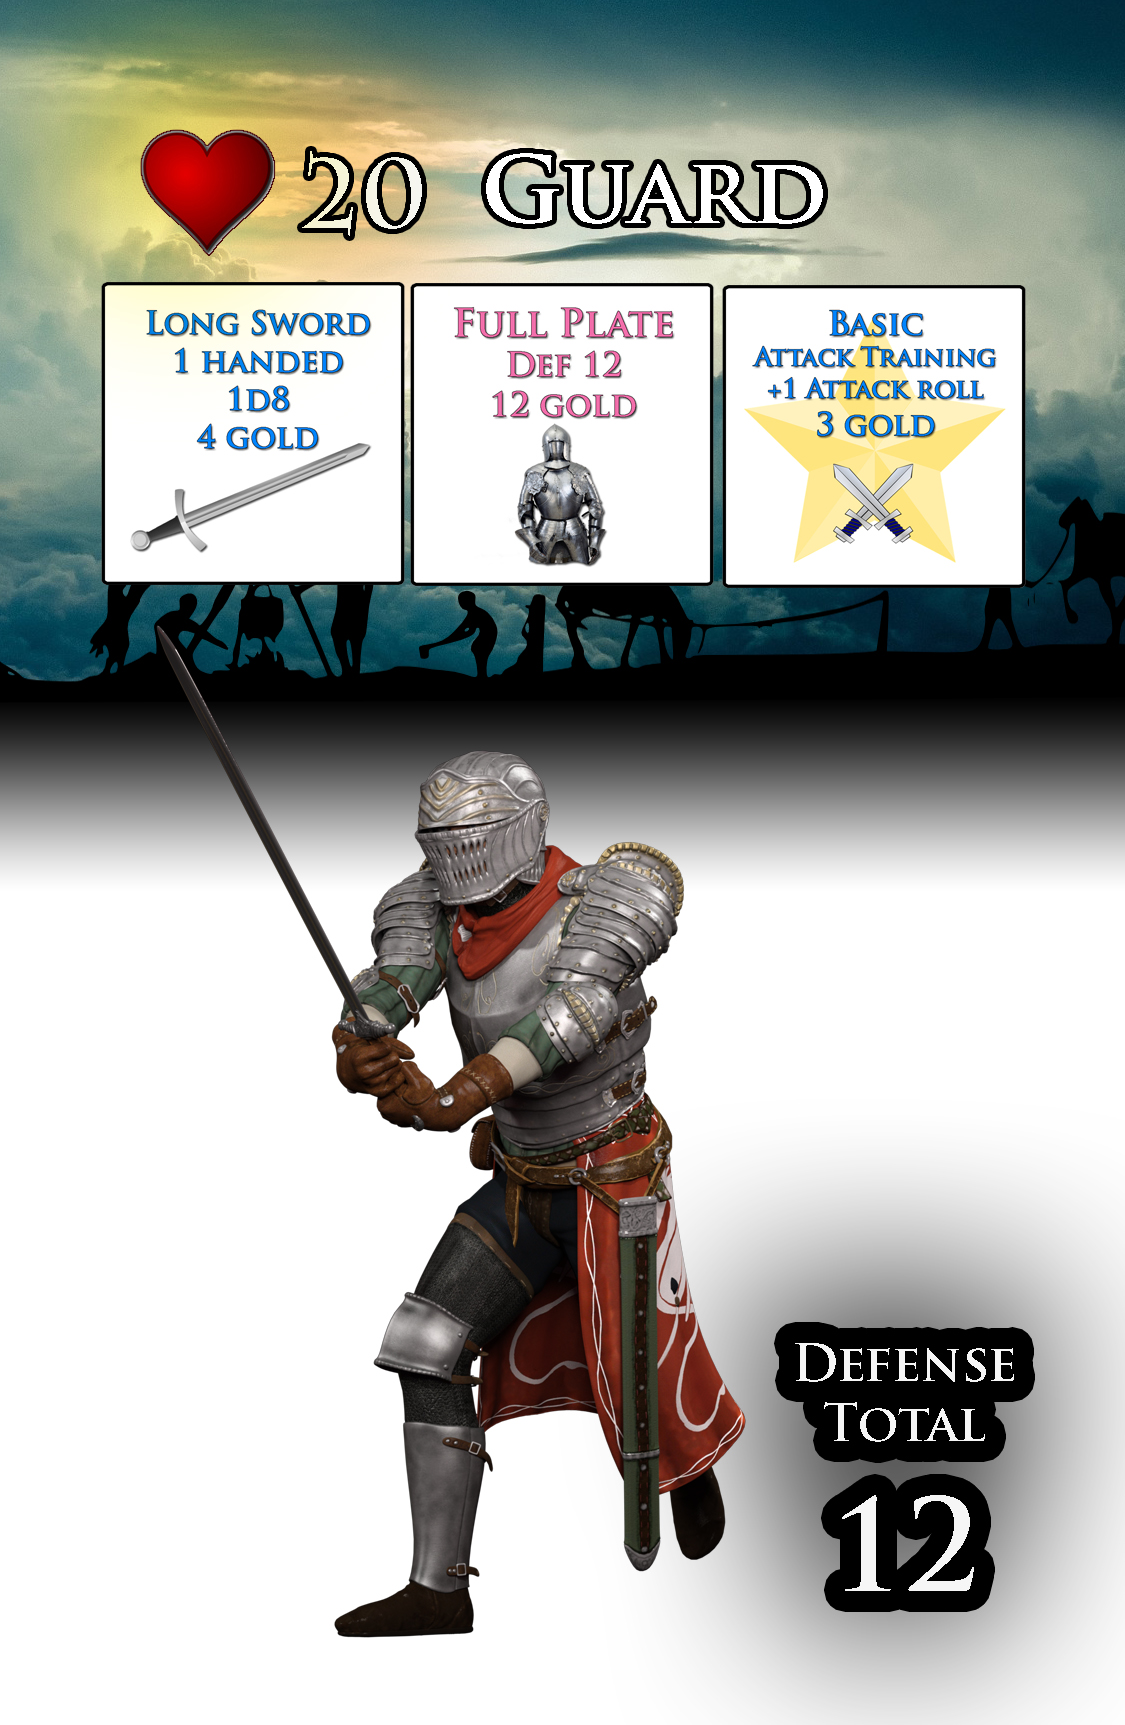 20 Guard
Long Sword
1 handed
1d8
4 gold
Full Plate
Def 12
12 gold
Basic
Attack Training
+1 Attack roll
3 gold
Defense
Total
12